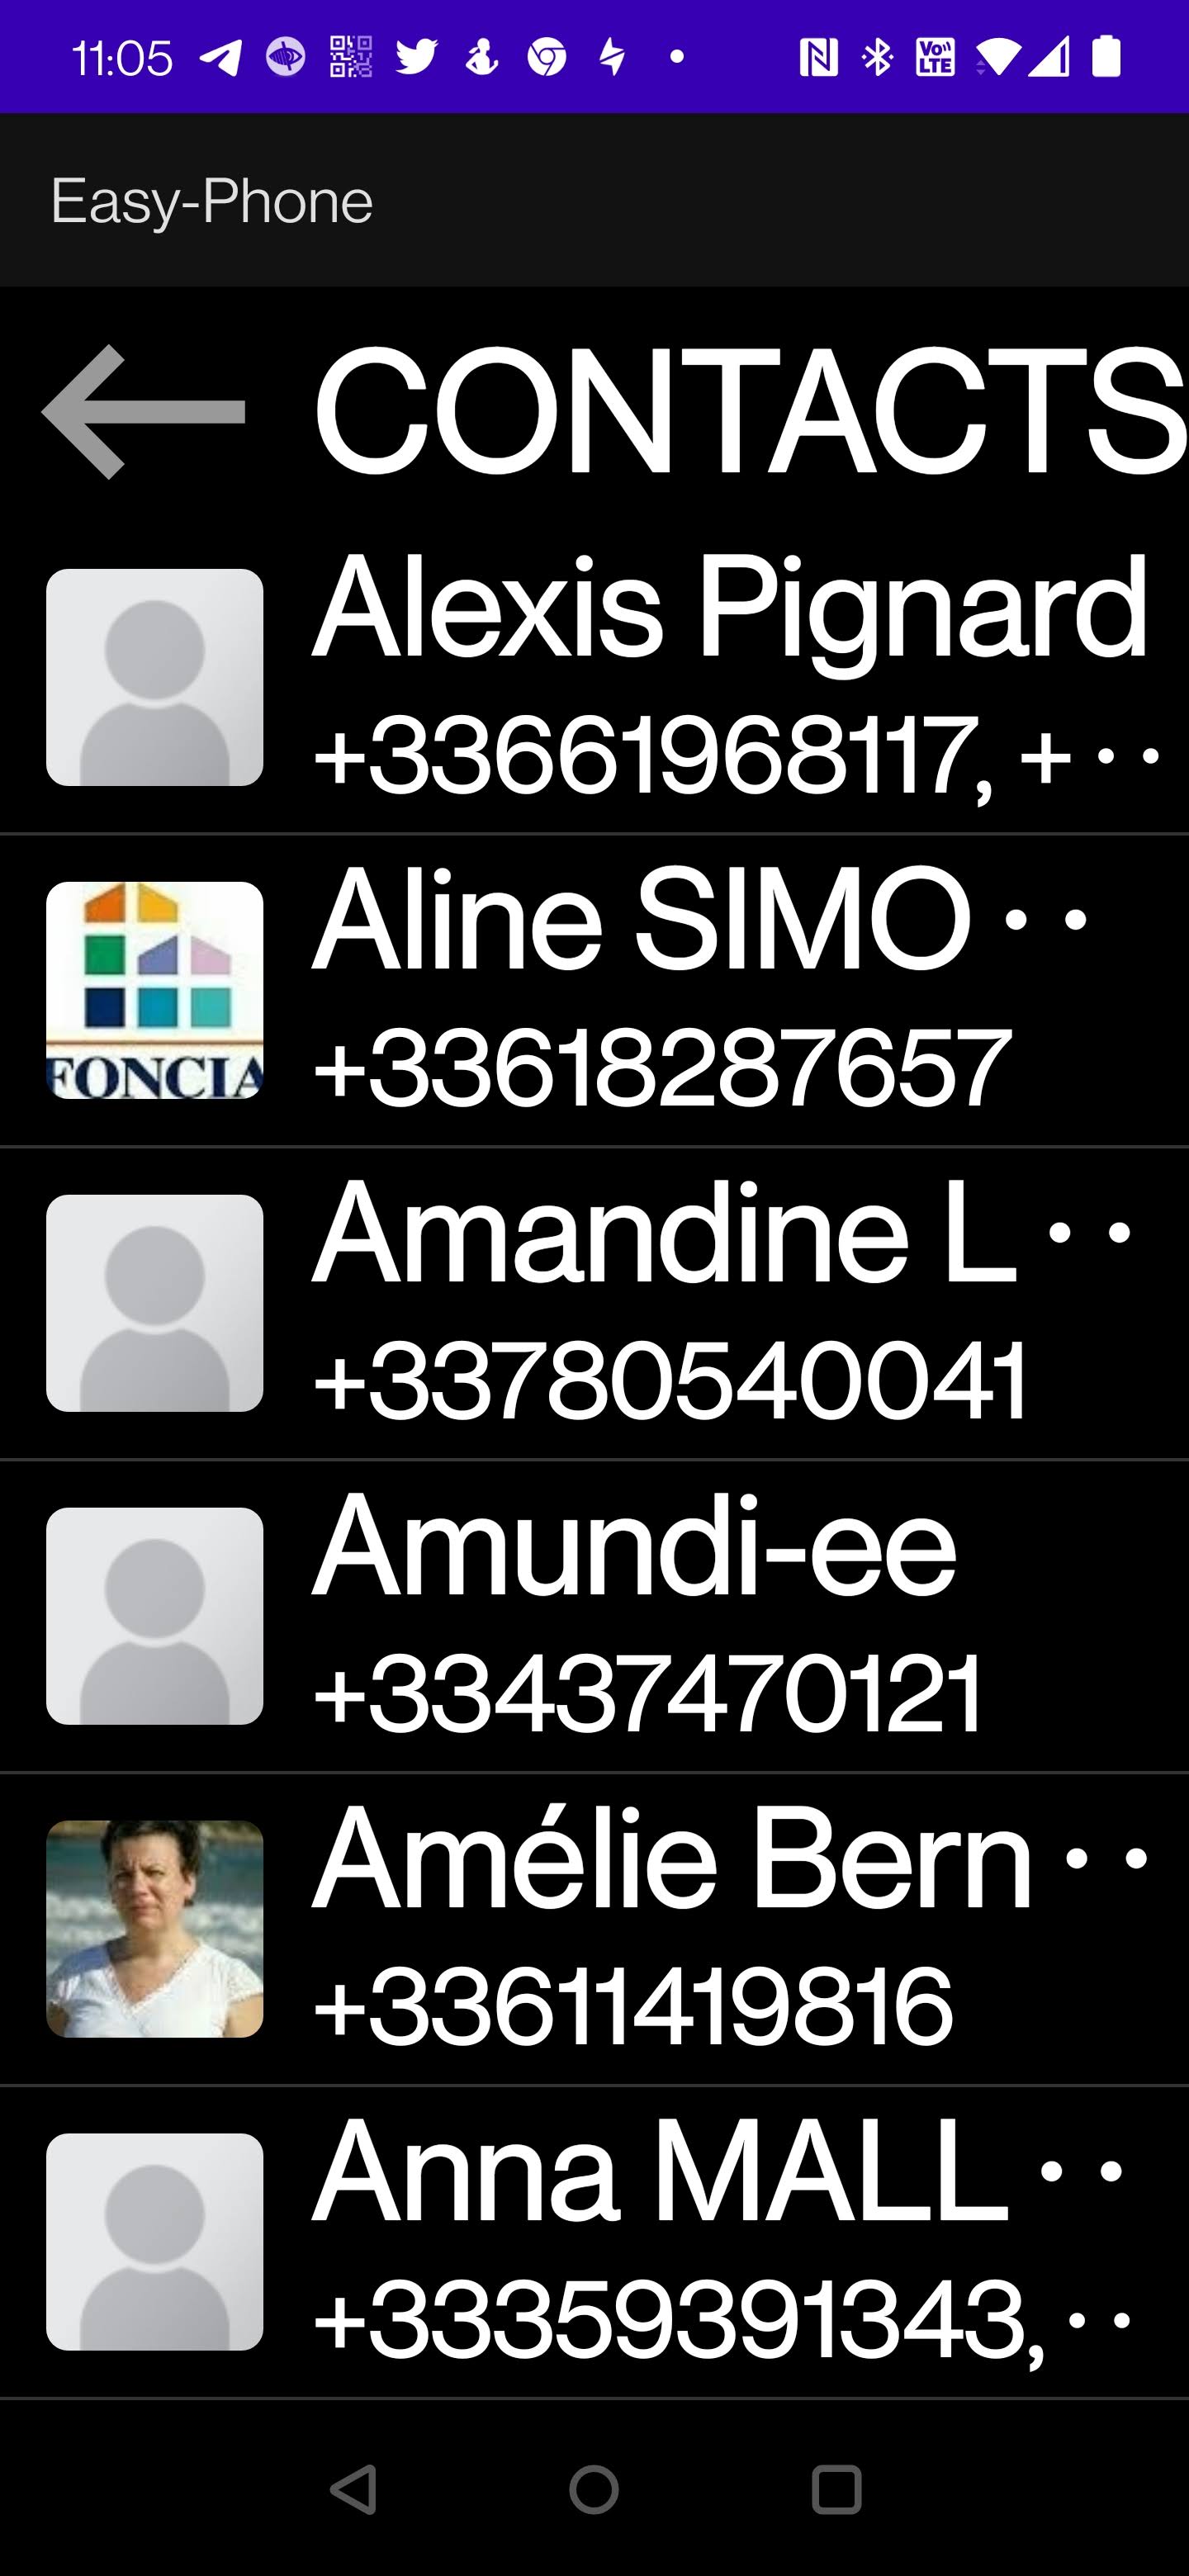 11:05
Vo)) LTE
Easy-Phone
CONTACTS
Alexis Pignard
+33661968117, +··
Aline SIMO··
+33618287657
FONCIA
Amandine L··
+33780540041
Amundi-ee
+33437470121
Amélie Bern··
+33611419816
Anna MALL··
+33359391343,··